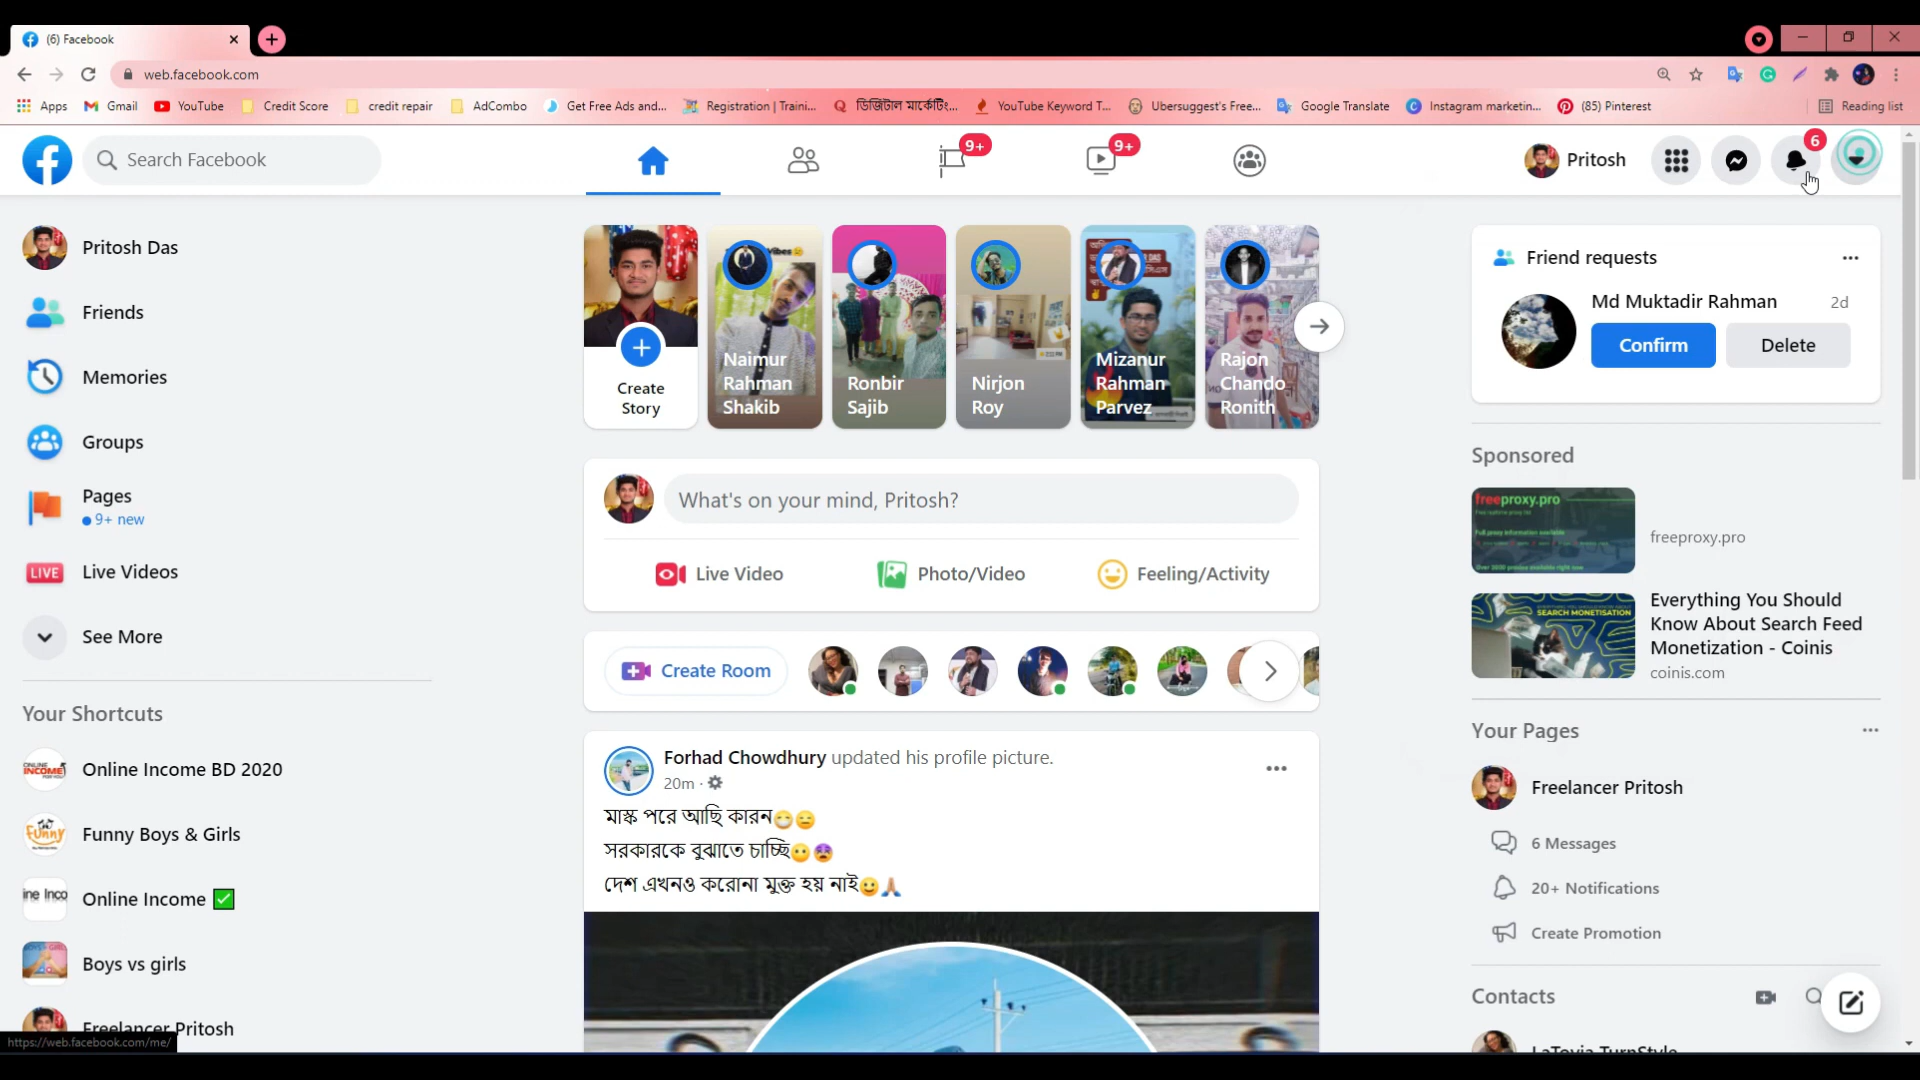 (6) Facebook
web.facebook.com
Apps
Gmail
YouTube
Credit Score
credit repair
AdCombo
Get Free Ads and...
Registration | Traini...
ডিজিটাল মার্কেটিং...
YouTube Keyword T...
Ubersuggest's Free...
Google Translate
Instagram marketin...
(85) Pinterest
Reading list
Search Facebook
9+
9+
Pritosh
6
Pritosh Das
Friends
Memories
Groups
Pages
9+ new
LIVE Live Videos
See More
Your Shortcuts
Online Income BD 2020
Funny Boys & Girls
Online Income ✅
Boys vs girls
Freelancer Pritosh
https://web.facebook.com/me/
Create
Story
Naimur
Rahman
Shakib
Ronbir
Sajib
Nirjon
Roy
Mizanur
Rahman
Parvez
Rajon
Chando
Ronith
What's on your mind, Pritosh?
Live Video
Photo/Video
Feeling/Activity
Create Room
Forhad Chowdhury updated his profile picture.
20m
মাস্ক পরে আছি কারন😷😑
সরকারকে বুঝাতে চাচ্ছি😶😨
দেশ এখনও করোনা মুক্ত হয় নাই🙂🙏
Friend requests
Md Muktadir Rahman
2d
Confirm
Delete
Sponsored
freeproxy.pro
freeproxy.pro
SEARCH MONETISATION
Everything You Should
Know About Search Feed
Monetization - Coinis
coinis.com
Your Pages
Freelancer Pritosh
6 Messages
20+ Notifications
Create Promotion
Contacts
LaTovia TurnStyle